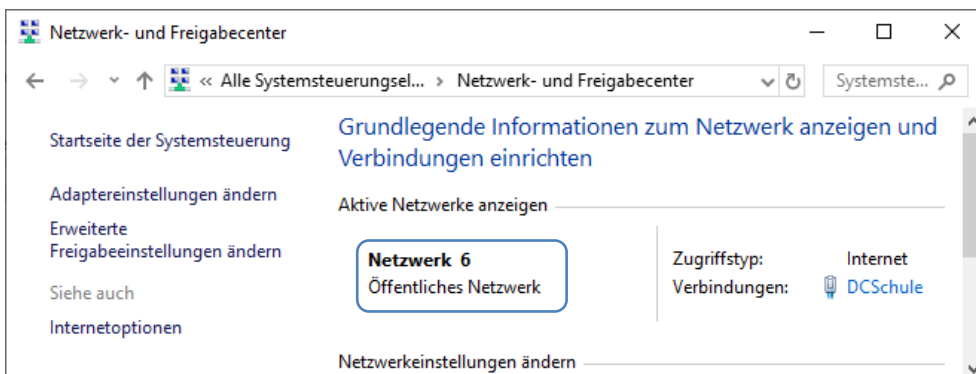 Netzwerk- und Freigabecenter
« Alle Systemsteuerungsel... › Netzwerk- und Freigabecenter
Systemste...
Startseite der Systemsteuerung
Adaptereinstellungen ändern
Erweiterte
Freigabeeinstellungen ändern
Siehe auch
Internetoptionen
Grundlegende Informationen zum Netzwerk anzeigen und
Verbindungen einrichten
Aktive Netzwerke anzeigen
Netzwerk 6
Öffentliches Netzwerk
Zugriffstyp: Internet
Verbindungen: DCSchule
Netzwerkeinstellungen ändern